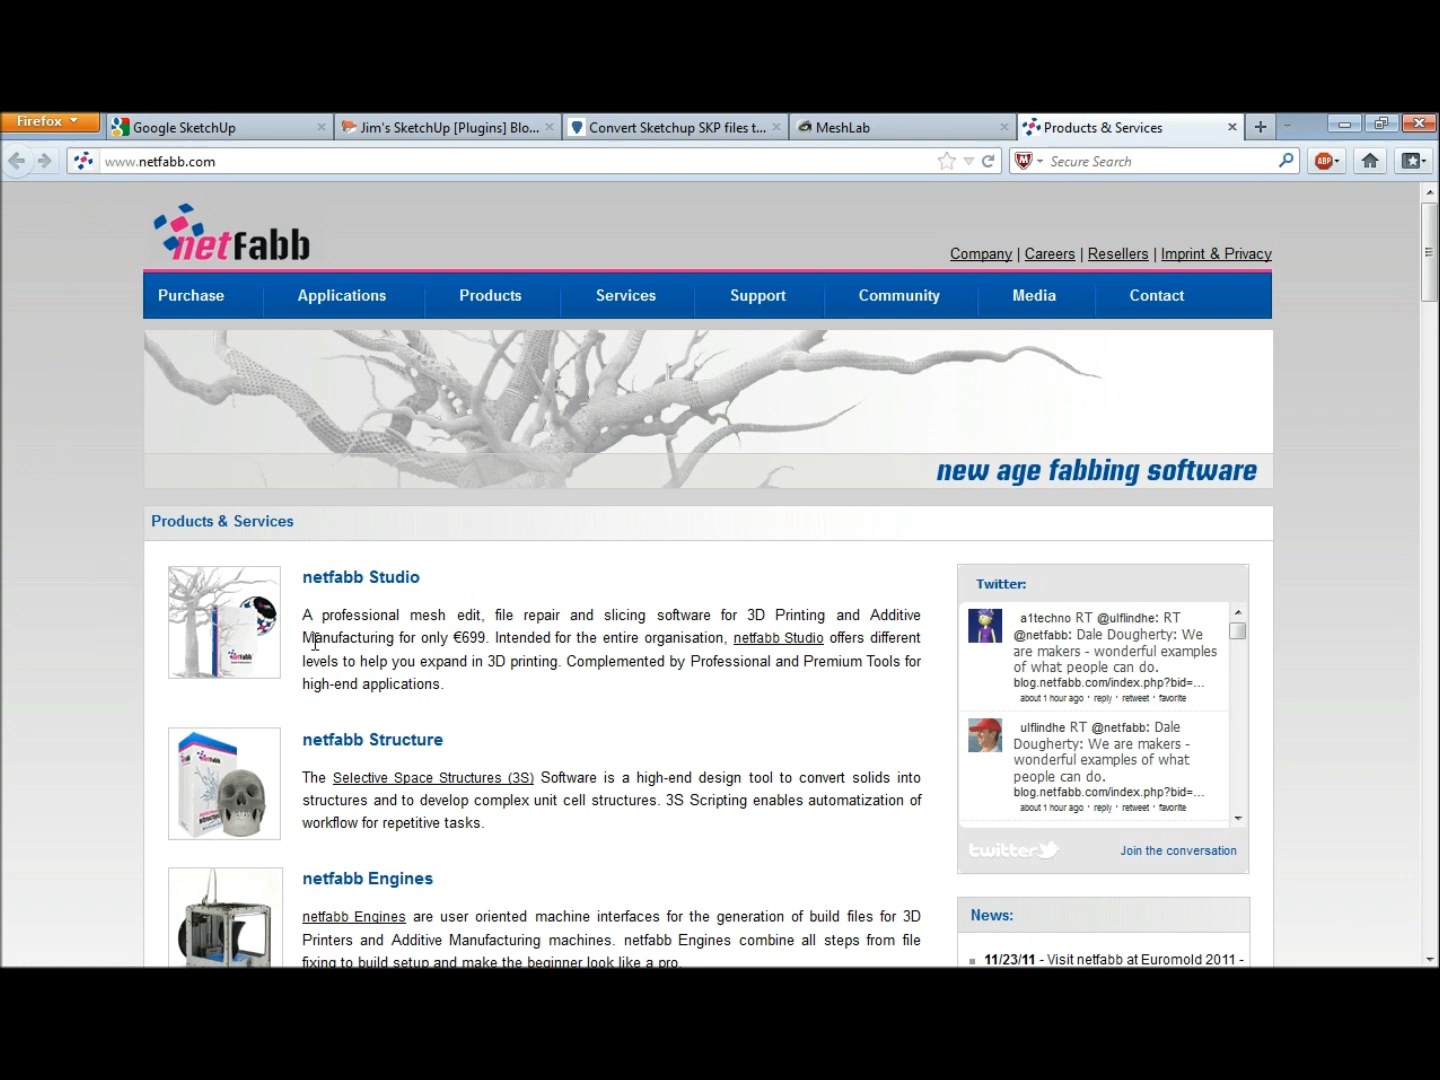 Firefox
Google SketchUp
Jim's SketchUp [Plugins] Blo...
Convert Sketchup SKP files t...
MeshLab
Products & Services
www.netfabb.com
Secure Search
ABP
netfabb
Company | Careers | Resellers | Imprint & Privacy
Purchase
Applications
Products
Services
Support
Community
Media
Contact
new age fabbing software
Products & Services
netfabb Studio
A professional mesh edit, file repair and slicing software for 3D Printing and Additive
Manufacturing for only €699. Intended for the entire organisation, netfabb Studio offers different
levels to help you expand in 3D printing. Complemented by Professional and Premium Tools for
high-end applications.
netfabb Structure
The Selective Space Structures (3S) Software is a high-end design tool to convert solids into
structures and to develop complex unit cell structures. 3S Scripting enables automatization of
workflow for repetitive tasks.
netfabb Engines
netfabb Engines are user oriented machine interfaces for the generation of build files for 3D
Printers and Additive Manufacturing machines. netfabb Engines combine all steps from file
fixing to build setup and make the beginner look like a pro.
Twitter:
a1techno RT @ulflindhe: RT
@netfabb: Dale Dougherty: We
are makers - wonderful examples
of what people can do.
blog.netfabb.com/index.php?bid=...
about 1 hour ago · reply · retweet · favorite
ulflindhe RT @netfabb: Dale
Dougherty: We are makers -
wonderful examples of what
people can do.
blog.netfabb.com/index.php?bid=...
about 1 hour ago · reply · retweet · favorite
twitter
Join the conversation
News:
11/23/11 - Visit netfabb at Euromold 2011 -